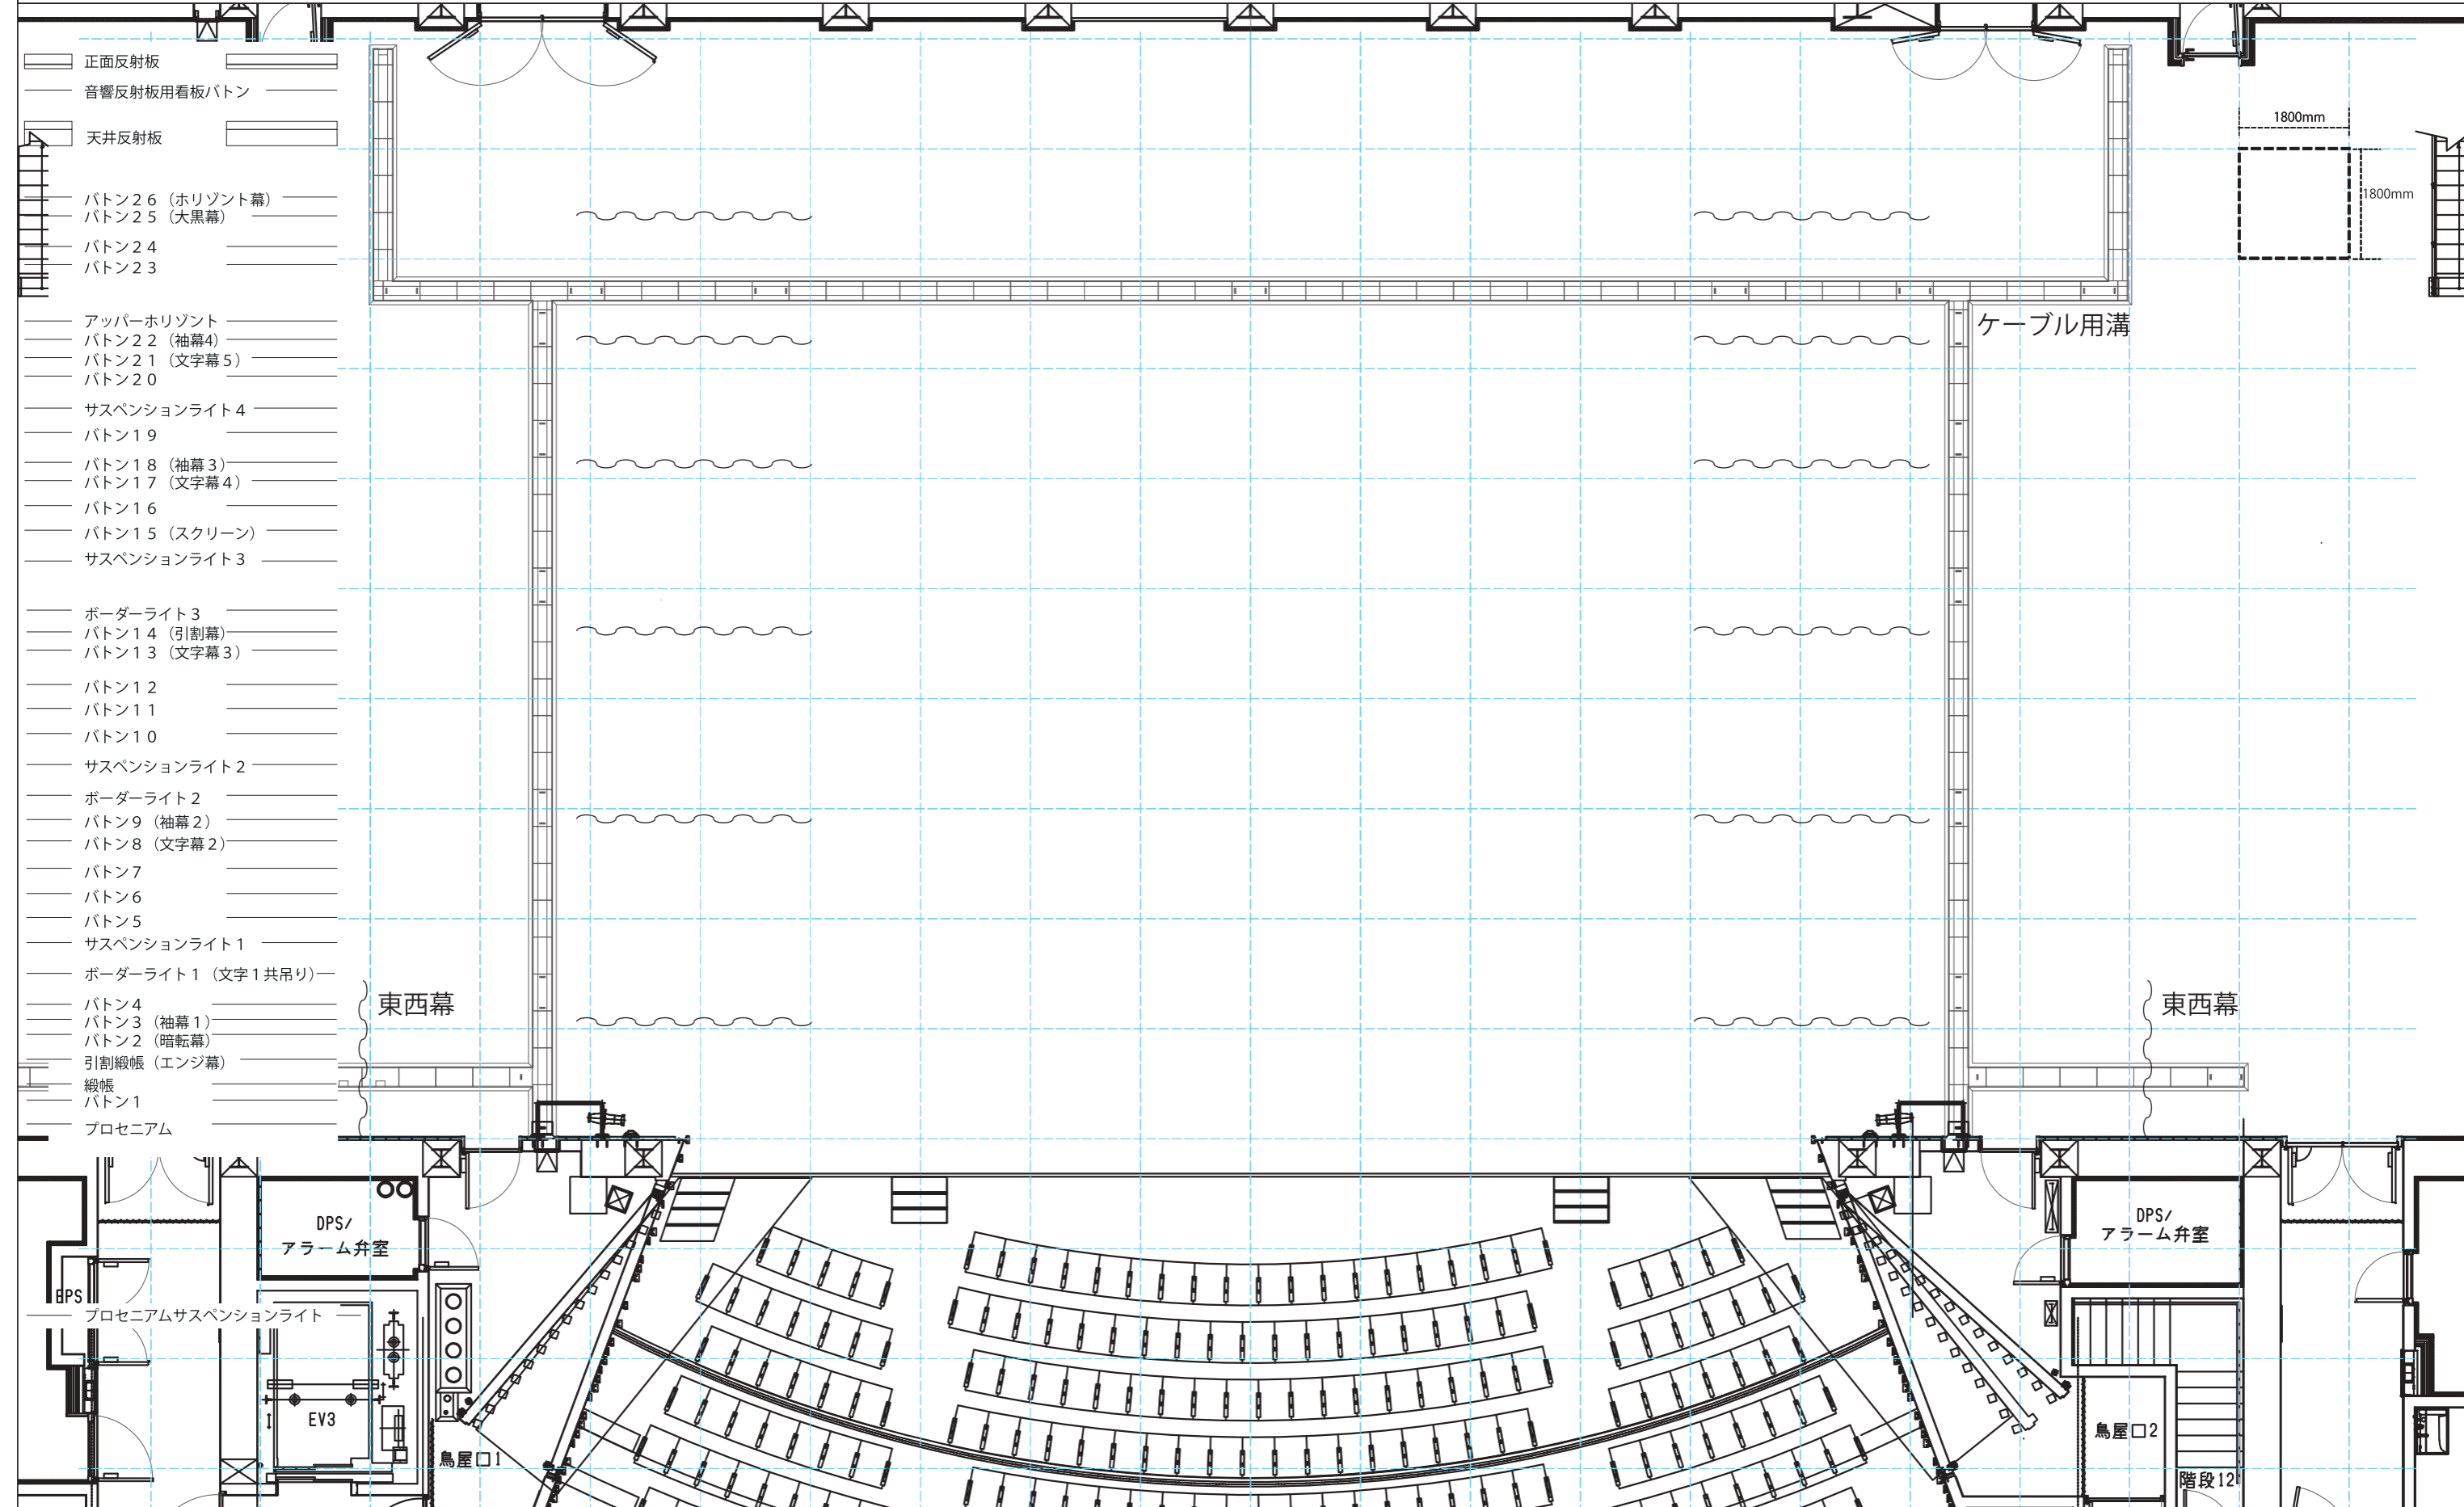 正面反射板
音響反射板用看板バトン
天井反射板
バトン２６（ホリゾント幕）
バトン２５（大黒幕）
バトン２４
バトン２３
アッパーホリゾント
バトン２２（袖幕4）
バトン２１（文字幕５）
バトン２０
サスペンションライト４
バトン１９
バトン１８（袖幕３）
バトン１７（文字幕４）
バトン１６
バトン１５（スクリーン）
サスペンションライト３
ボーダーライト３
バトン１４（引割幕）
バトン１３（文字幕３）
バトン１２
バトン１１
バトン１０
サスペンションライト２
ボーダーライト２
バトン９（袖幕２）
バトン８（文字幕２）
バトン７
バトン６
バトン５
サスペンションライト１
ボーダーライト１（文字１共吊り）
バトン４
バトン３（袖幕１）
バトン２（暗転幕）
引割緞帳（エンジ幕）
緞帳
バトン１
プロセニアム
プロセニアムサスペンションライト
1800mm
1800mm
ケーブル用溝
東西幕
東西幕
DPS/
アラーム弁室
DPS/
アラーム弁室
EPS
EV3
鳥屋口1
鳥屋口2
階段12